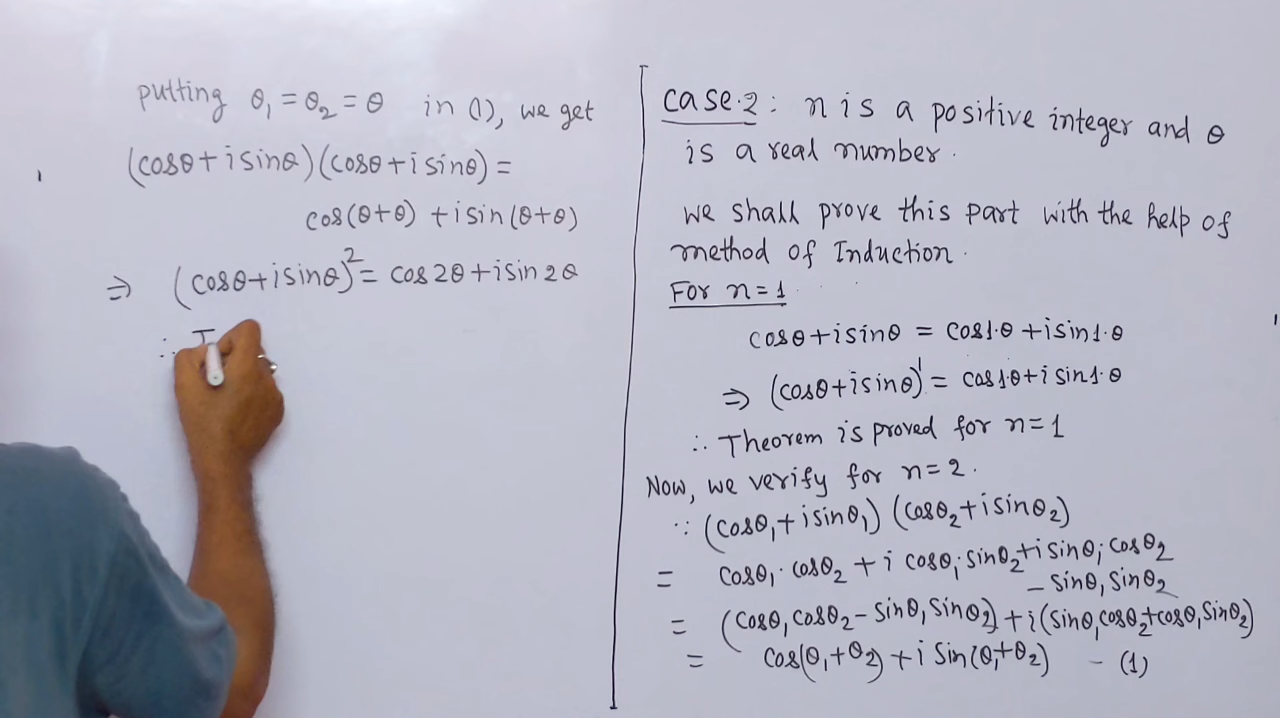 putting θ₁ = θ₂ = θ in (1), we get
(cosθ + i sinθ)(cosθ + i sinθ) =
cos(θ+θ) + i sin(θ+θ)
⇒ (cosθ + i sinθ)² = cos 2θ + i sin 2θ
∴ T
Case.2: n is a positive integer and θ
is a real number.
we shall prove this part with the help of
method of Induction.
For n = 1
cosθ + i sinθ = cos1·θ + i sin1·θ
⇒ (cosθ + i sinθ)¹ = cos1·θ + i sin1·θ
∴ Theorem is proved for n = 1
Now, we verify for n = 2.
∵ (cosθ₁ + i sinθ₁) (cosθ₂ + i sinθ₂)
= cosθ₁·cosθ₂ + i cosθ₁·sinθ₂ + i sinθ₁·cosθ₂
− sinθ₁ sinθ₂
= (cosθ₁ cosθ₂ − sinθ₁ sinθ₂) + i (sinθ₁ cosθ₂ + cosθ₁ sinθ₂)
= cos(θ₁+θ₂) + i sin(θ₁+θ₂) – (1)